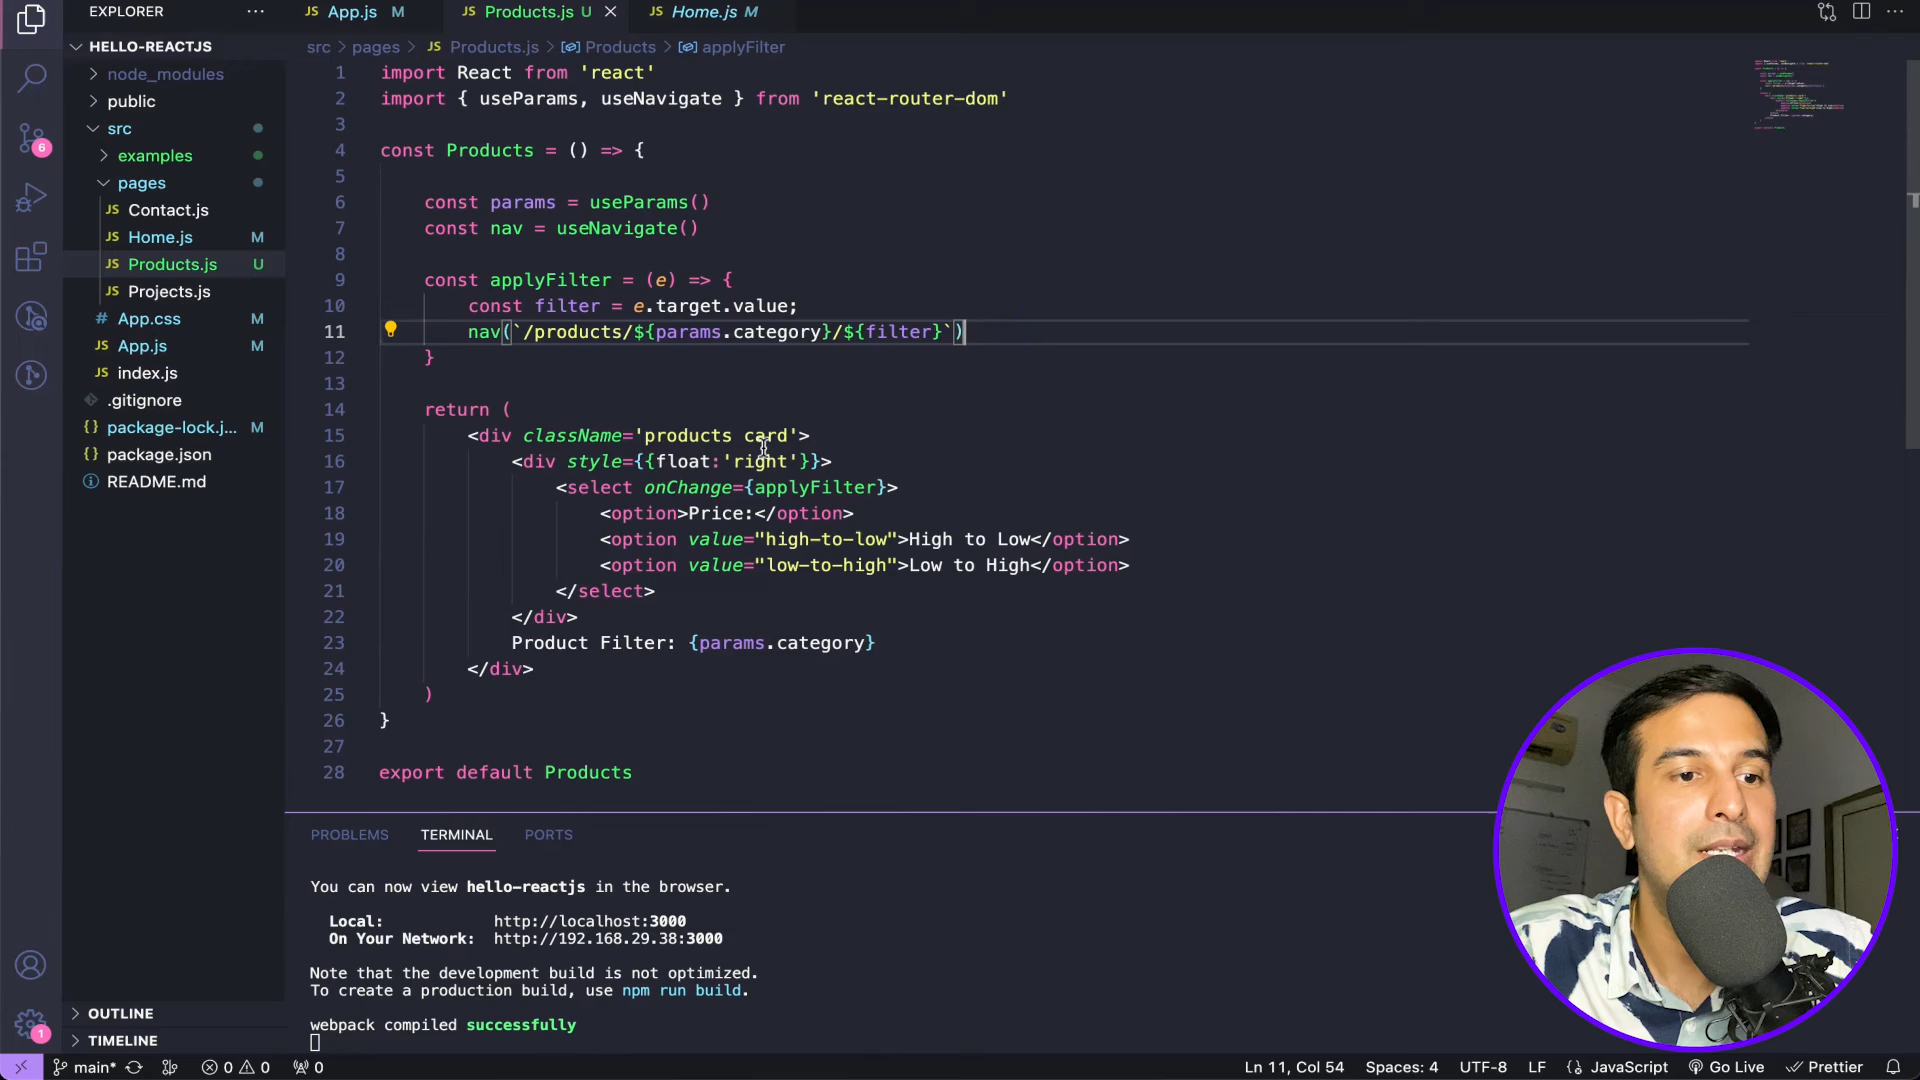 EXPLORER
HELLO-REACTJS
node_modules
public
src
examples
pages
JS Contact.js
JS Home.js M
JS Products.js U
JS Projects.js
# App.css
JS App.js M
JS index.js
.gitignore
{} package-lock.j... M
{} package.json
README.md
OUTLINE
TIMELINE
6
1
JS App.js M
JS Products.js U
JS Home.js M
src > pages > JS Products.js > Products > applyFilter
1 import React from 'react'
2 import { useParams, useNavigate } from 'react-router-dom'
3
4 const Products = () => {
5
6 const params = useParams()
7 const nav = useNavigate()
8
9 const applyFilter = (e) => {
10 const filter = e.target.value;
11 nav(`/products/${params.category}/${filter}`)
12 }
13
14 return (
15 <div className='products card'>
16 <div style={{float:'right'}}>
17 <select onChange={applyFilter}>
18 <option>Price:</option>
19 <option value="high-to-low">High to Low</option>
20 <option value="low-to-high">Low to High</option>
21 </select>
22 </div>
23 Product Filter: {params.category}
24 </div>
25 )
26 }
27
28 export default Products
PROBLEMS TERMINAL PORTS
You can now view hello-reactjs in the browser.
Local: http://localhost:3000
On Your Network: http://192.168.29.38:3000
Note that the development build is not optimized.
To create a production build, use npm run build.
webpack compiled successfully
main* 0 0 0 Ln 11, Col 54 Spaces: 4 UTF-8 LF {} JavaScript Go Live Prettier